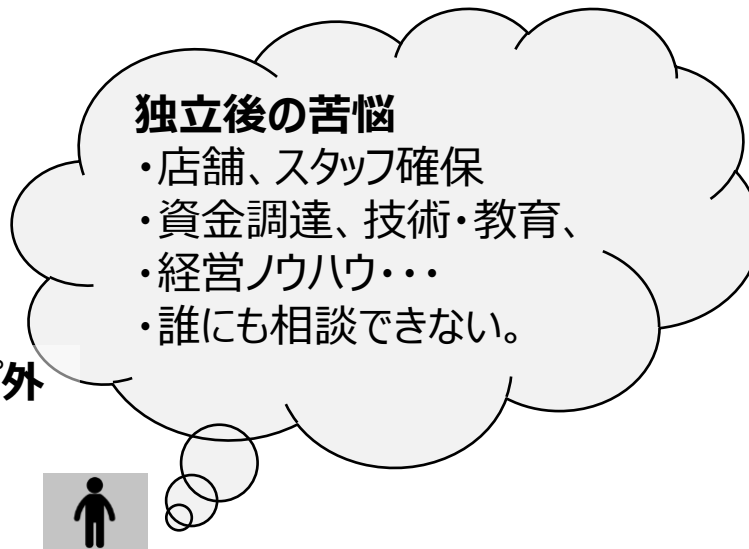 独立後の苦悩
・店舗、スタッフ確保
・資金調達、技術・教育、
・経営ノウハウ・・・
・誰にも相談できない。
外